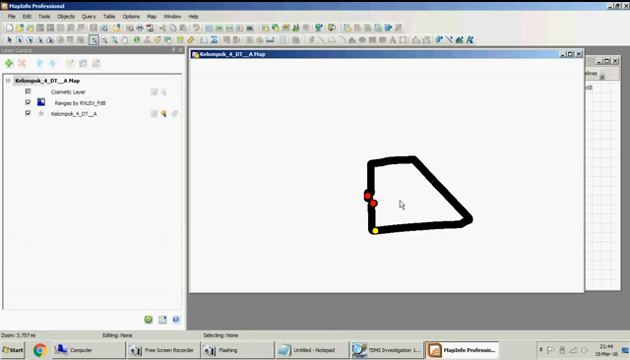 MapInfo Professional
File Edit Tools Objects Query Table Options Map Window Help
Layer Control
Kelompok_4_DT__A Map
Cosmetic Layer
Ranges by RXLEV_FdB
Kelompok_4_DT__A
Kelompok_4_DT__A Map
elines
dB
Zoom: 3.757 m
Editing: None
Selecting: None
Start
Computer
Free Screen Recorder
Flashing
Untitled - Notepad
TEMS Investigation 1...
MapInfo Professio...
21:44
19-Mar-16